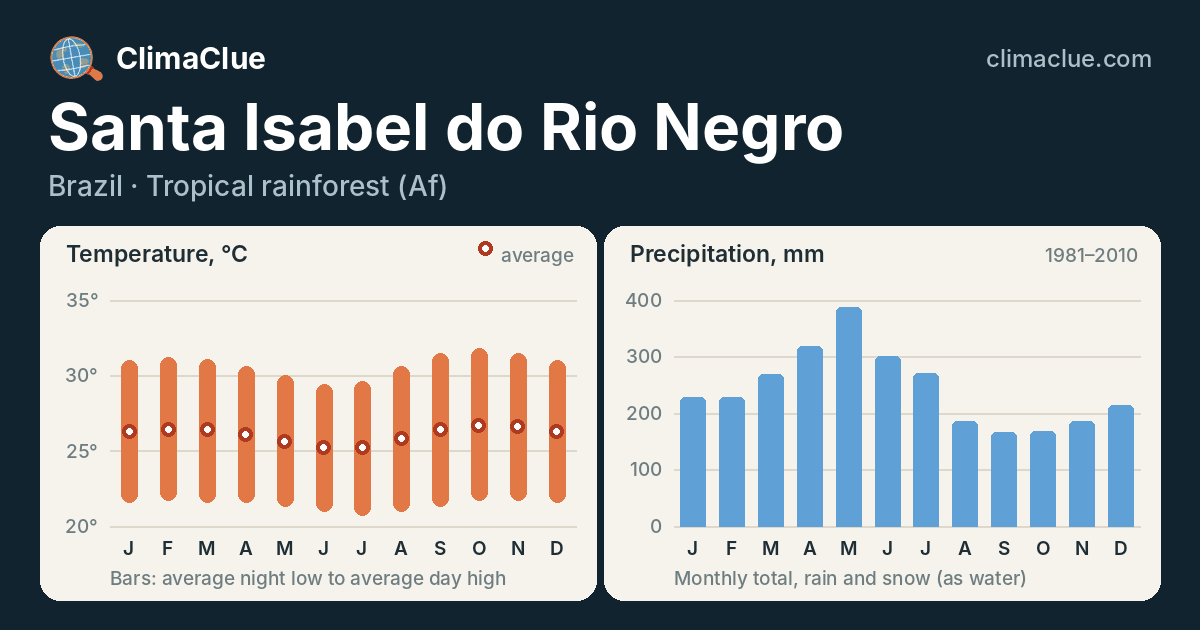 ClimaClue
climaclue.com
Santa Isabel do Rio Negro
Brazil · Tropical rainforest (Af)
Temperature, °C
average
35°
30°
25°
20°
J F M A M J J A S O N D
Bars: average night low to average day high
Precipitation, mm
1981–2010
400
300
200
100
0
J F M A M J J A S O N D
Monthly total, rain and snow (as water)